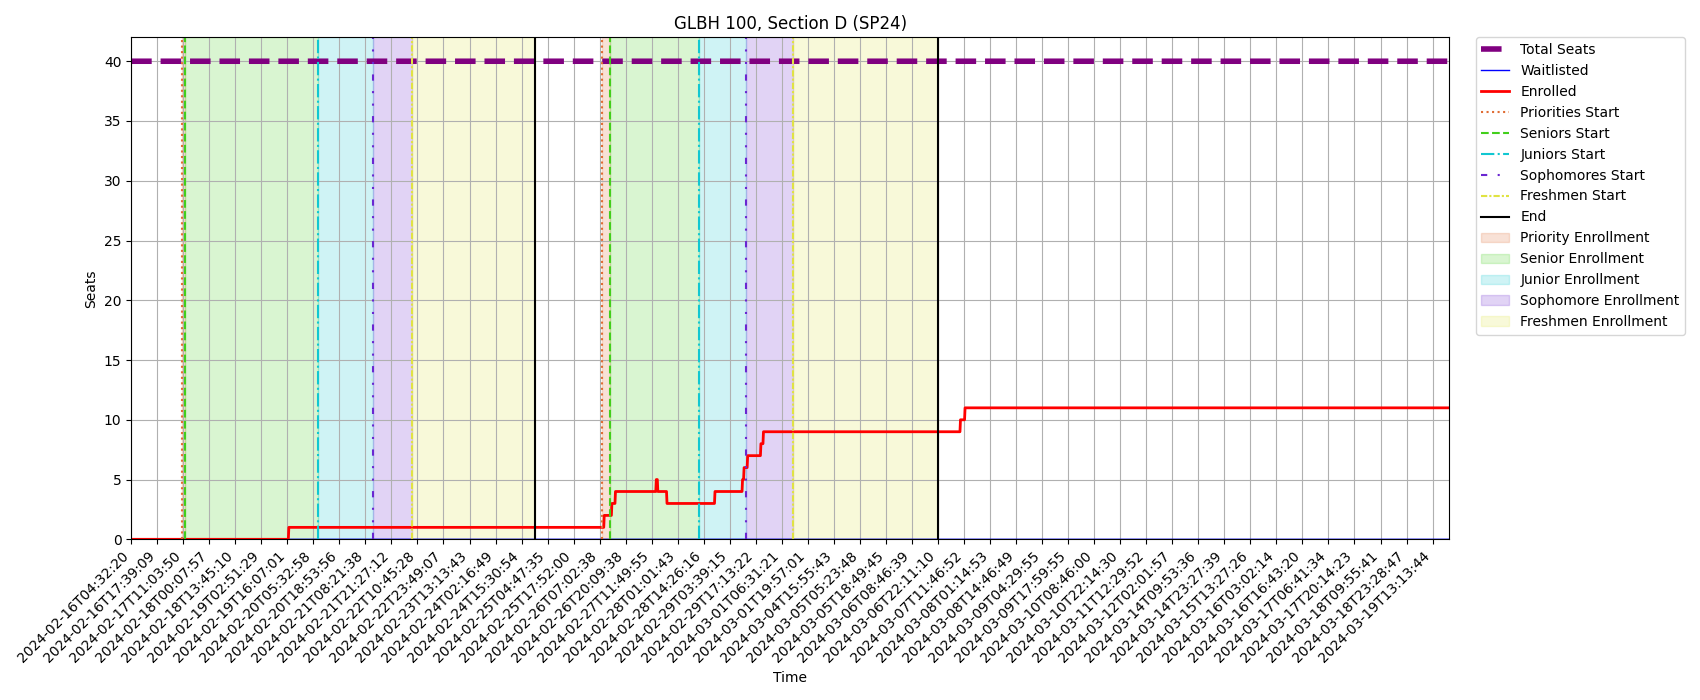 GLBH 100, Section D (SP24)
Total Seats
Waitlisted
Enrolled
Priorities Start
Seniors Start
Juniors Start
Sophomores Start
Freshmen Start
End
Priority Enrollment
Senior Enrollment
Junior Enrollment
Sophomore Enrollment
Freshmen Enrollment
Seats
40
35
30
25
20
15
10
5
0
2024-02-16T04:32:20
2024-02-16T17:39:09
2024-02-17T11:03:50
2024-02-18T00:07:57
2024-02-18T13:45:10
2024-02-19T02:51:29
2024-02-19T16:07:01
2024-02-20T05:32:58
2024-02-20T18:53:56
2024-02-21T08:21:38
2024-02-21T21:27:12
2024-02-22T10:45:28
2024-02-22T23:49:07
2024-02-23T13:13:43
2024-02-24T02:16:49
2024-02-24T15:30:54
2024-02-25T04:47:35
2024-02-25T17:52:00
2024-02-26T07:02:38
2024-02-26T20:09:38
2024-02-27T11:49:55
2024-02-28T01:01:43
2024-02-28T14:26:16
2024-02-29T03:39:15
2024-02-29T17:13:22
2024-03-01T06:31:21
2024-03-01T19:57:01
2024-03-04T15:55:43
2024-03-05T05:23:48
2024-03-05T18:49:45
2024-03-06T08:46:39
2024-03-06T22:11:10
2024-03-07T11:46:52
2024-03-08T01:14:53
2024-03-08T14:46:49
2024-03-09T04:29:55
2024-03-09T17:59:55
2024-03-10T08:46:00
2024-03-10T22:14:30
2024-03-11T12:29:52
2024-03-12T02:01:57
2024-03-14T09:53:36
2024-03-14T23:27:39
2024-03-15T13:27:26
2024-03-16T03:02:14
2024-03-16T16:43:20
2024-03-17T06:41:34
2024-03-17T20:14:23
2024-03-18T09:55:41
2024-03-18T23:28:47
2024-03-19T13:13:44
Time